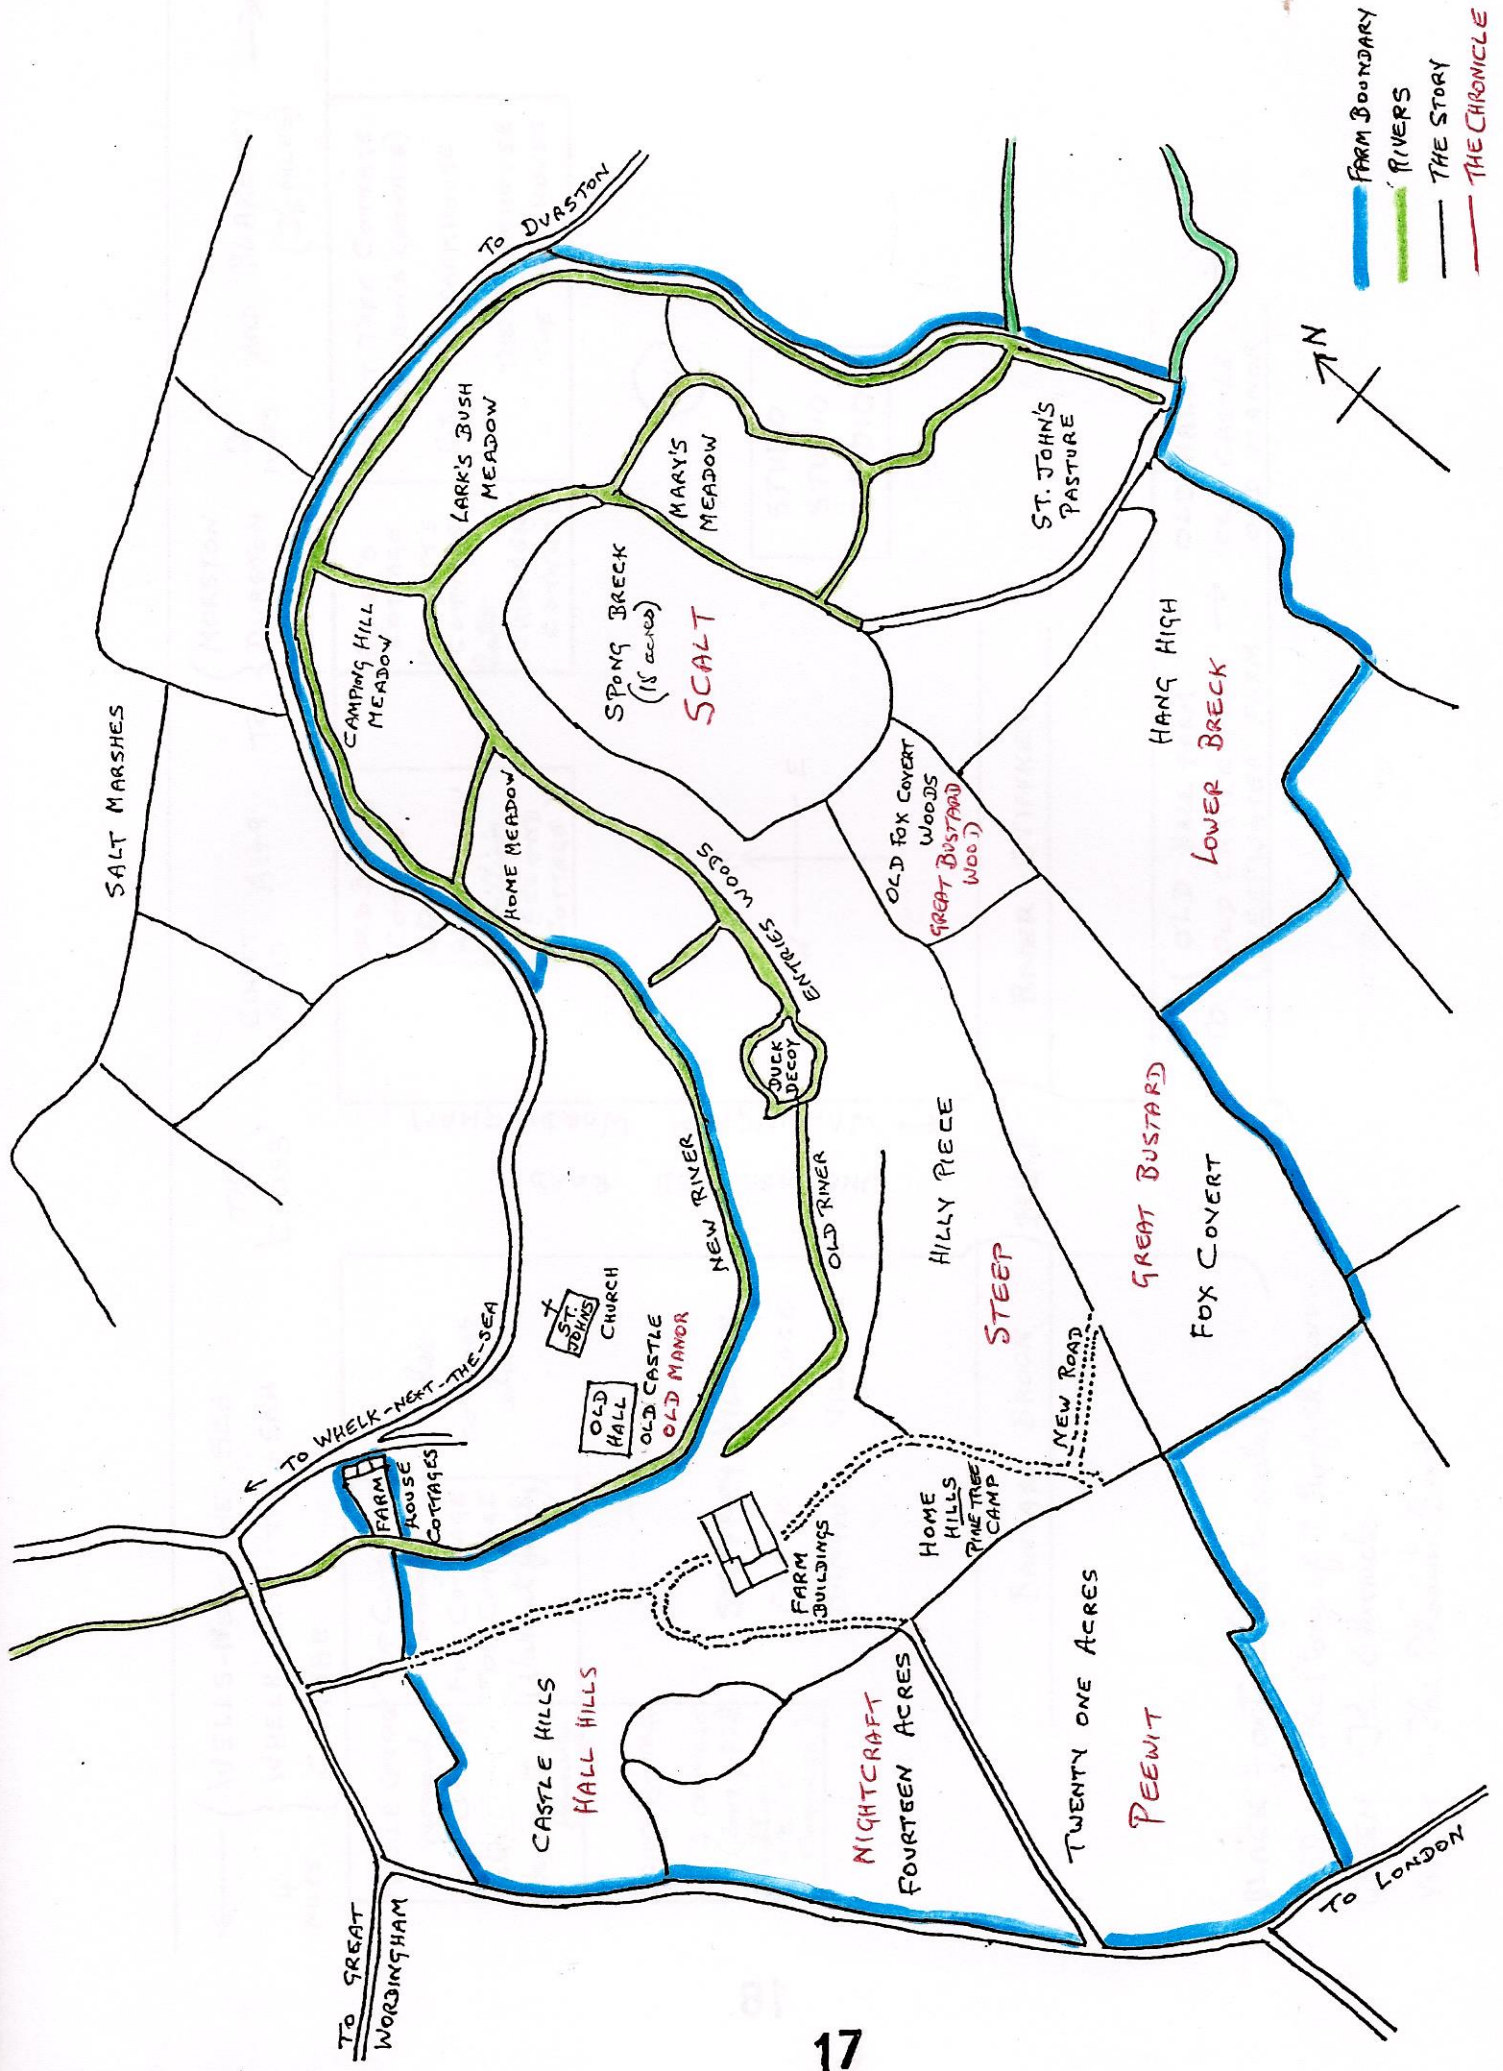 SALT MARSHES
TO DURSTON
LARK'S BUSH
MEADOW
CAMPING HILL
MEADOW
MARY'S
MEADOW
ST. JOHN'S
PASTURE
SPONG BRECK
(15 acres)
SCALT
HOME MEADOW
OLD FOX COVERT
WOODS
GREAT BUSTARD
WOOD)
HANG HIGH
LOWER BRECK
ENTRIES WOODS
DUCK
DECOY
NEW RIVER
OLD RIVER
HILLY PIECE
STEEP
GREAT BUSTARD
FOX COVERT
← TO WHELK-NEXT-THE-SEA
ST.
JOHNS
CHURCH
OLD
HALL
OLD CASTLE
OLD MANOR
FARM
HOUSE
COTTAGES
NEW ROAD
HOME
HILLS
PINE TREE
CAMP
FARM
BUILDINGS
CASTLE HILLS
HALL HILLS
NIGHTCRAFT
FOURTEEN ACRES
TWENTY ONE ACRES
PEEWIT
TO GREAT
WORDINGHAM
TO LONDON
N
FARM BOUNDARY
RIVERS
THE STORY
THE CHRONICLE
17